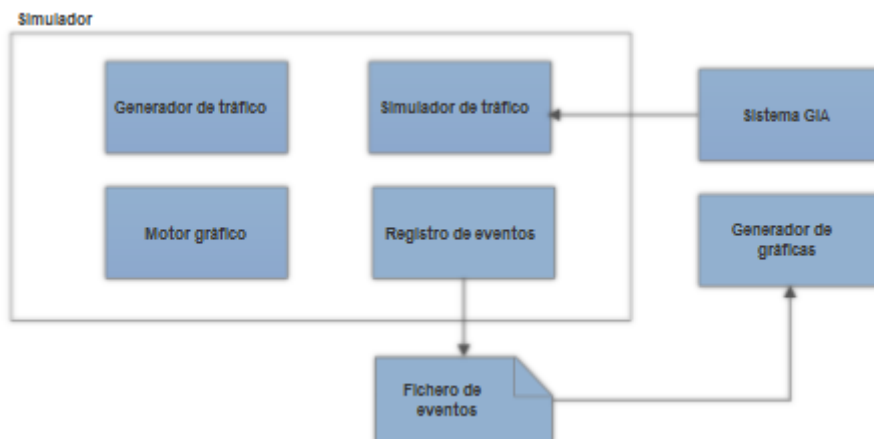 Simulador
Generador de tráfico
Simulador de tráfico
Sistema GIA
Motor gráfico
Registro de eventos
Generador de
gráficas
Fichero de
eventos